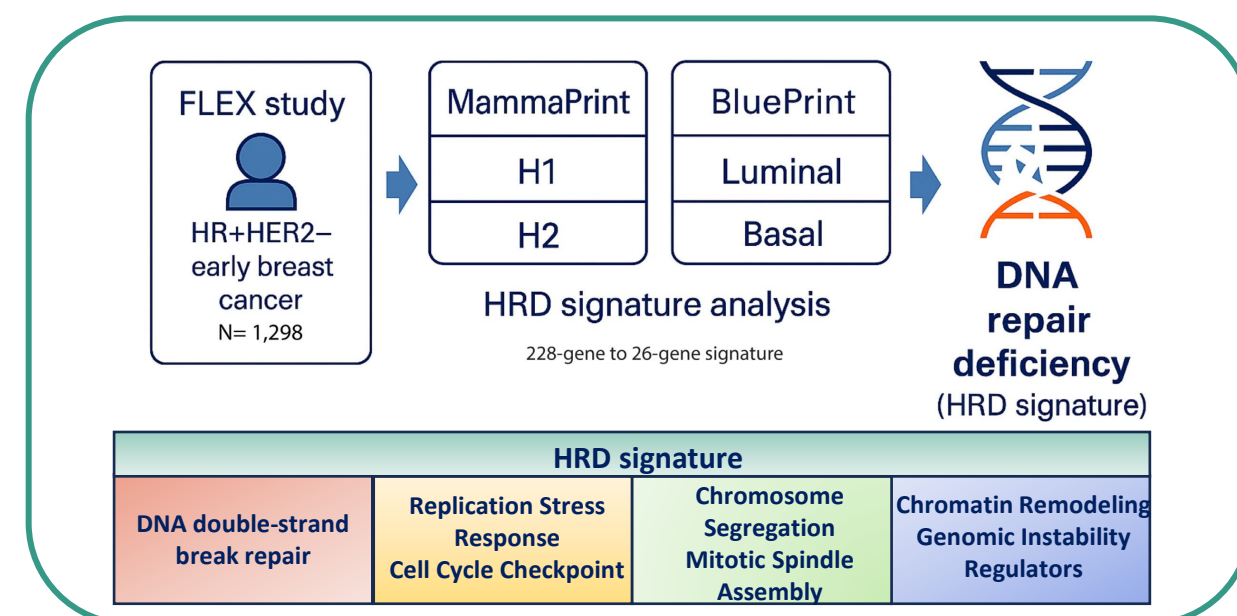 FLEX study
HR+HER2–
early breast
cancer
N= 1,298
MammaPrint
H1
H2
BluePrint
Luminal
Basal
HRD signature analysis
228-gene to 26-gene signature
DNA
repair
deficiency
(HRD signature)
HRD signature
DNA double-strand
break repair
Replication Stress
Response
Cell Cycle Checkpoint
Chromosome
Segregation
Mitotic Spindle
Assembly
Chromatin Remodeling
Genomic Instability
Regulators